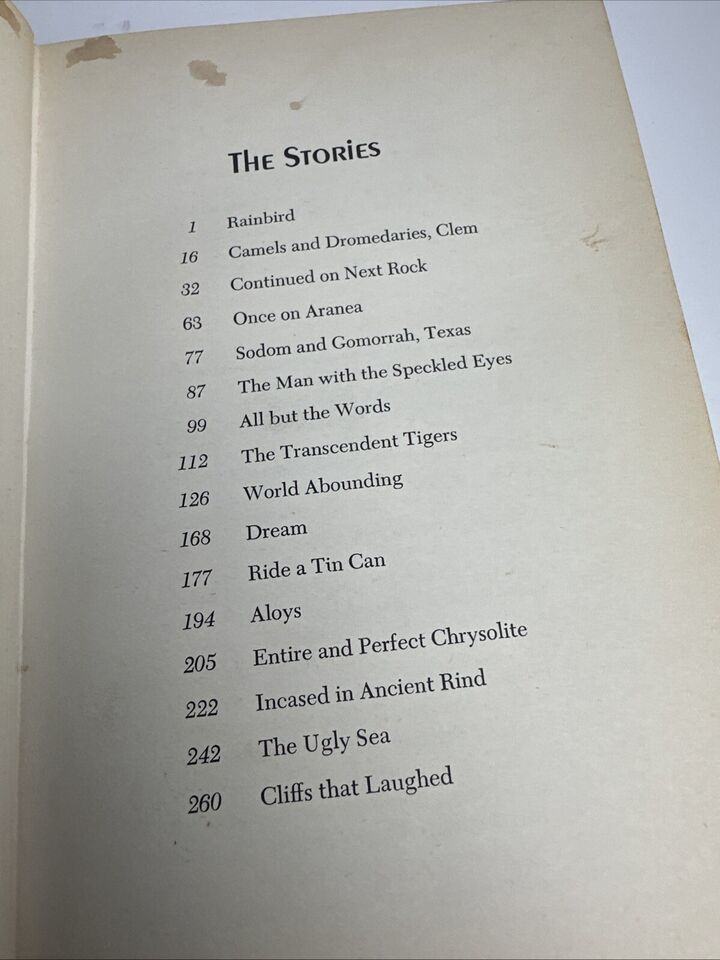 The Stories
1 Rainbird
16 Camels and Dromedaries, Clem
32 Continued on Next Rock
63 Once on Aranea
77 Sodom and Gomorrah, Texas
87 The Man with the Speckled Eyes
99 All but the Words
112 The Transcendent Tigers
126 World Abounding
168 Dream
177 Ride a Tin Can
194 Aloys
205 Entire and Perfect Chrysolite
222 Incased in Ancient Rind
242 The Ugly Sea
260 Cliffs that Laughed